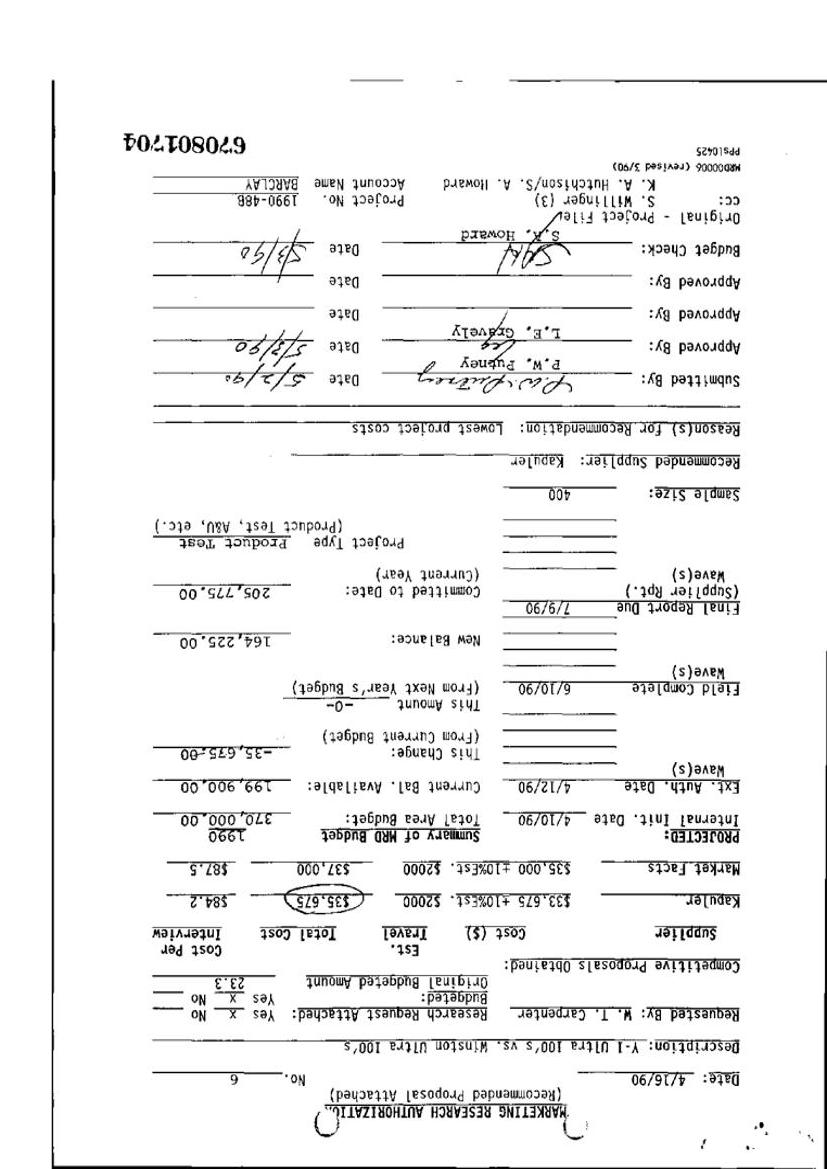 MARKETING RESEARCH AUTHORIZATIO
(Recommended Proposal Attached)
Date: 4/16/90 No. 6
Description: Y-1 Ultra 100's vs. Winston Ultra 100's
Requested By: W. T. Carpenter Research Request Attached: Yes X No
Budgeted: Yes X No
Original Budgeted Amount 23.3
Competitive Proposals Obtained:
Supplier Cost ($) Est. Travel Total Cost Cost Per Interview
Kapuler $33,675 ±10%Est. $2000 $35,675 $84.2
Market Facts $35,000 ±10%Est. $2000 $37,000 $87.5
PROJECTED: Summary of MRD Budget 1990
Internal Init. Date 4/10/90 Total Area Budget: 370,000.00
Ext. Auth. Date 4/12/90 Current Bal. Available: 199,900.00
Wave(s)
This Change: -35,675.00
(From Current Budget)
This Amount -0-
Field Complete 6/10/90 (From Next Year's Budget)
Wave(s)
New Balance: 164,225.00
Final Report Due 7/9/90
(Supplier Rpt.) Committed to Date: 205,775.00
Wave(s) (Current Year)
Project Type Product Test
(Product Test, A&U, etc.)
Sample Size: 400
Recommended Supplier: Kapuler
Reason(s) for Recommendation: Lowest project costs
Submitted By: P.W. Putney Date 5/2/90
P.W. Putney
Approved By: Date 5/3/90
L.E. Gravely
Approved By: Date
Approved By: Date
Budget Check: SAH Date 5/3/90
S.A. Howard
Original - Project File
cc: S. Willinger (3) Project No. 1990-48B
K. A. Hutchison/S. A. Howard Account Name BARCLAY
MRD0006 (revised 3/90)
PPS10425
670801704